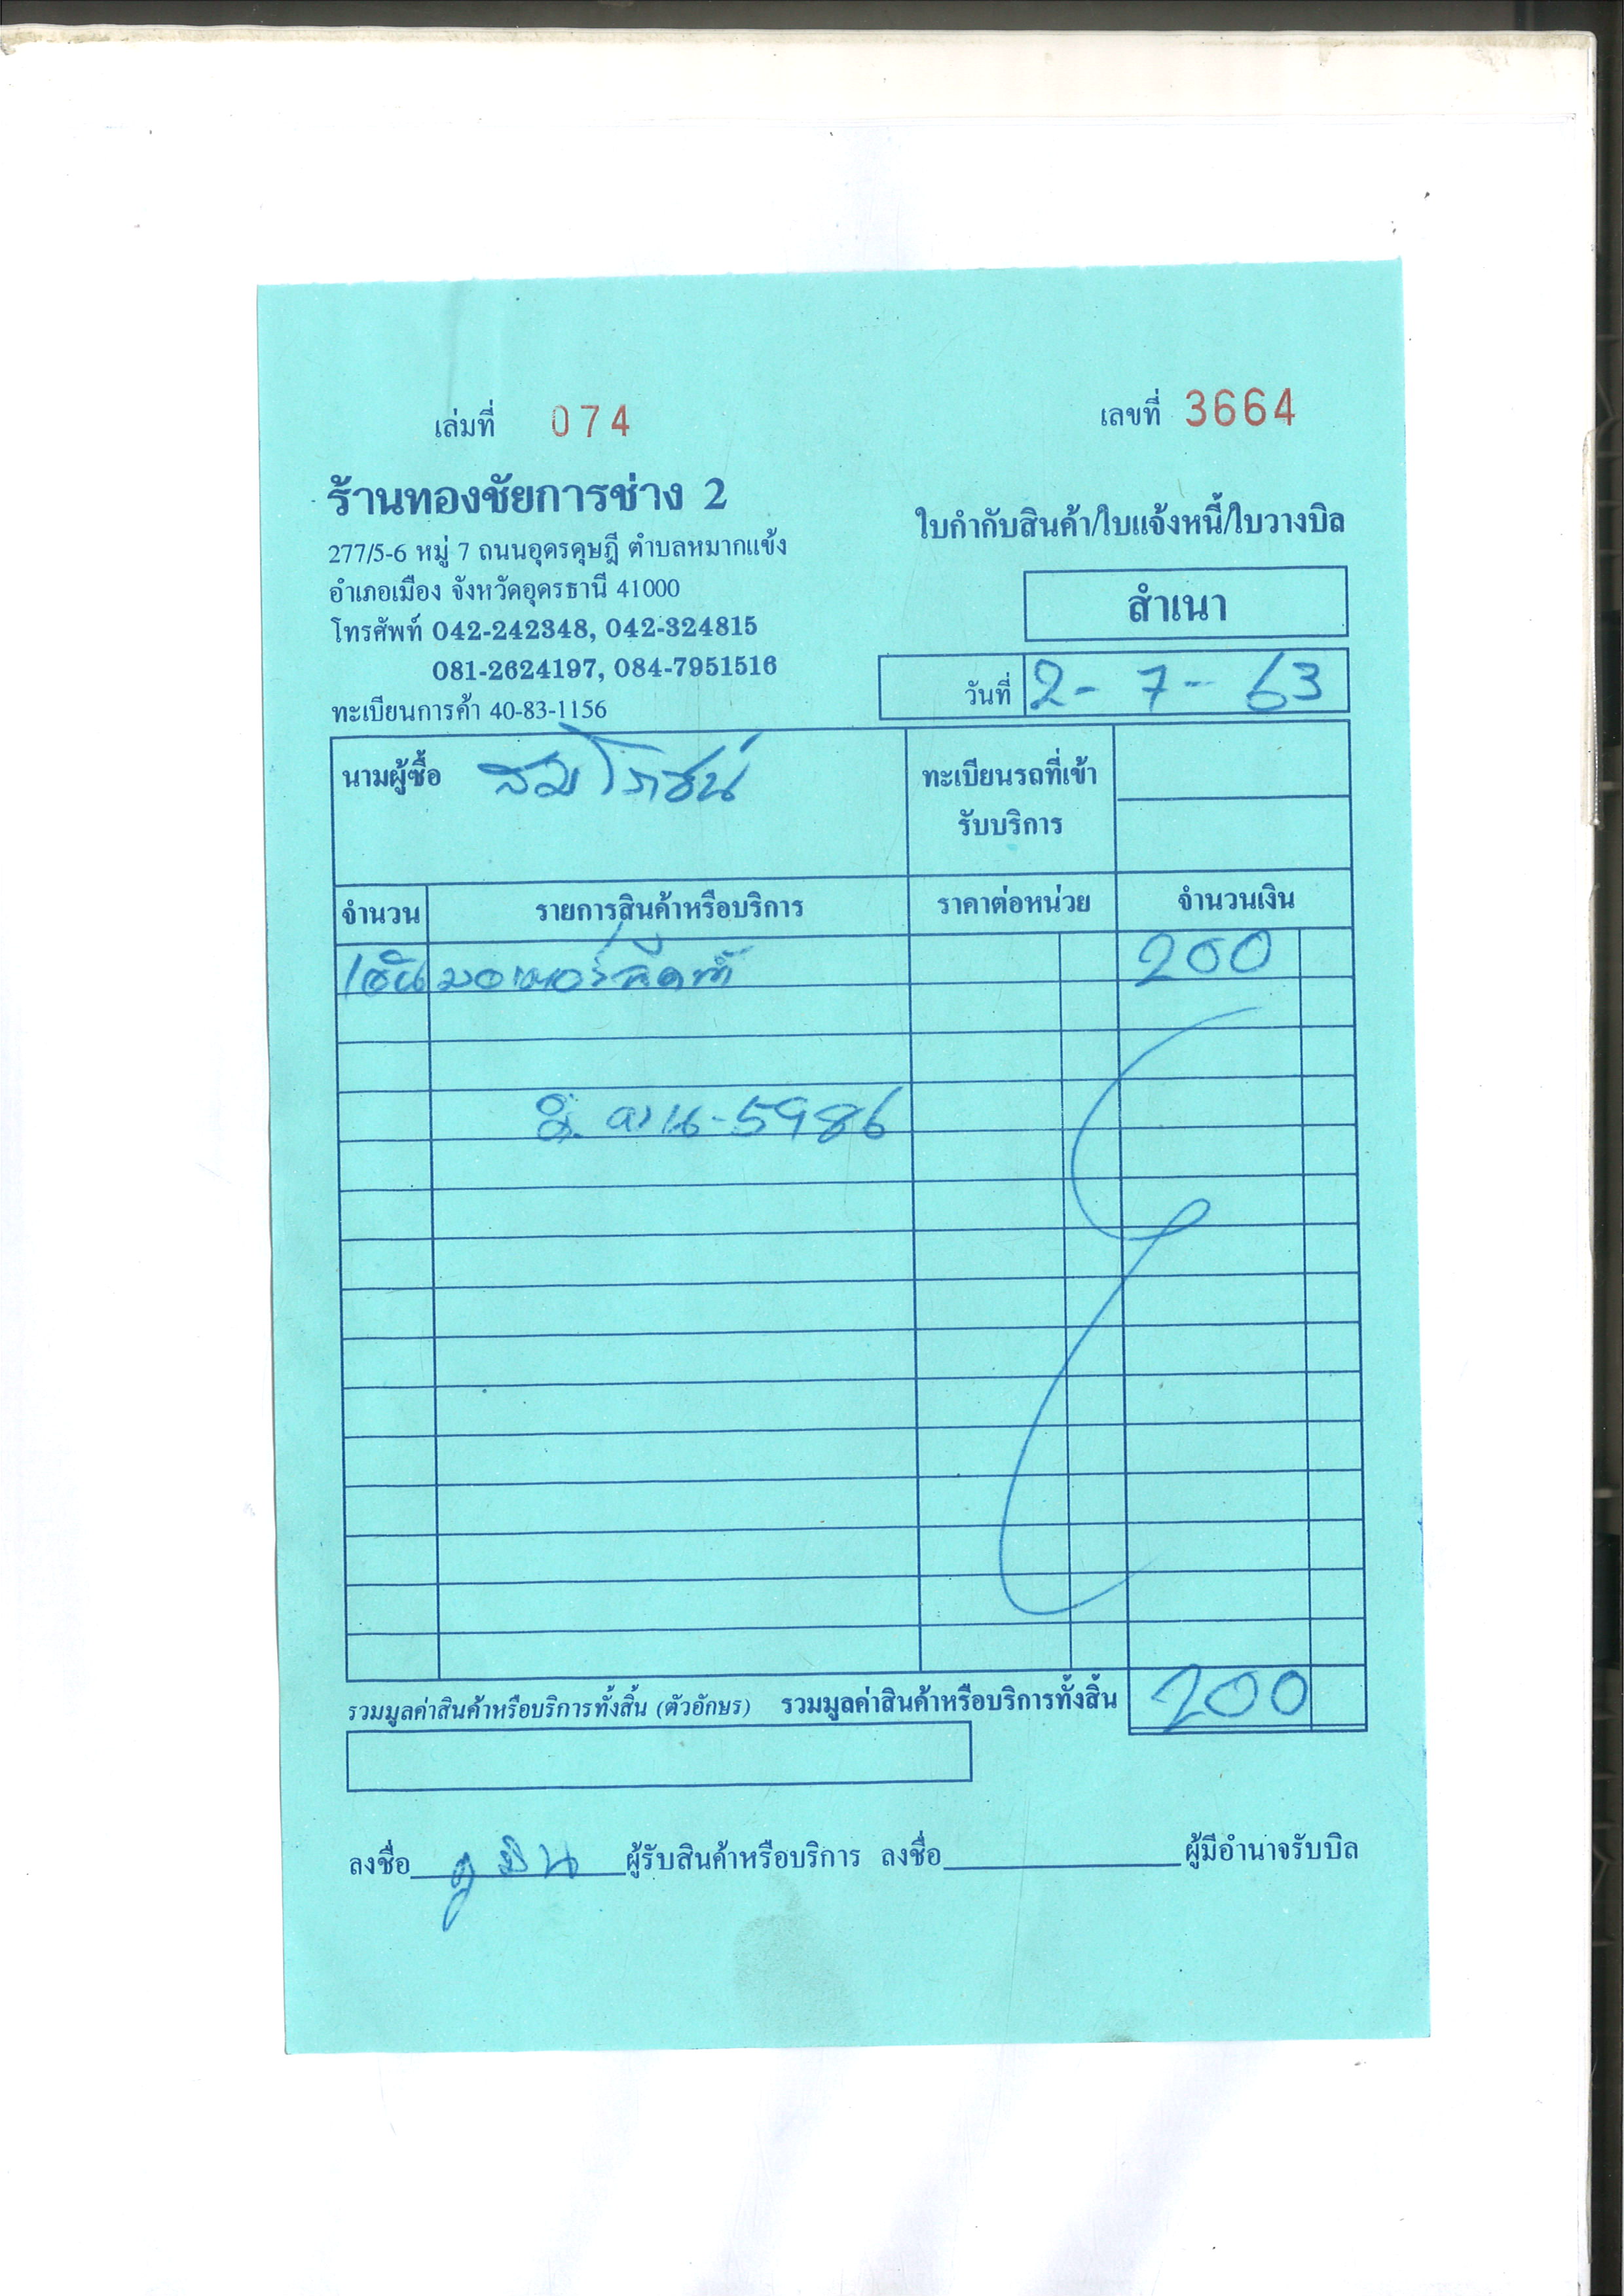 เล่มที่ 074 เลขที่ 3664
ร้านทองชัยการช่าง 2
ใบกำกับสินค้า/ใบแจ้งหนี้/ใบวางบิล
277/5-6 หมู่ 7 ถนนอุดรดุษฎี ตำบลหมากแข้ง
อำเภอเมือง จังหวัดอุดรธานี 41000
สำเนา
โทรศัพท์ 042-242348, 042-324815
081-2624197, 084-7951516
วันที่ 2-7-63
ทะเบียนการค้า 40-83-1156
นามผู้ซื้อ สมโภชน์ ทะเบียนรถที่เข้า
รับบริการ
จำนวน รายการสินค้าหรือบริการ ราคาต่อหน่วย จำนวนเงิน
1 200
-5986
รวมมูลค่าสินค้าหรือบริการทั้งสิ้น (ตัวอักษร) รวมมูลค่าสินค้าหรือบริการทั้งสิ้น 200
ลงชื่อ ผู้รับสินค้าหรือบริการ ลงชื่อ ผู้มีอำนาจรับบิล